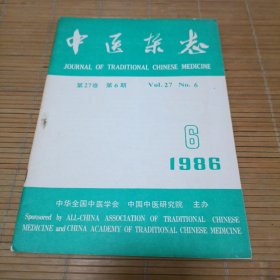 中医杂志
JOURNAL OF TRADITIONAL CHINESE MEDICINE
第27卷 第6期 Vol. 27 No. 6
6
1986
中华全国中医学会 中国中医研究院 主办
Sponsored by ALL-CHINA ASSOCIATION OF TRADITIONAL CHINESE
MEDICINE and CHINA ACADEMY OF TRADITIONAL CHINESE MEDICINE